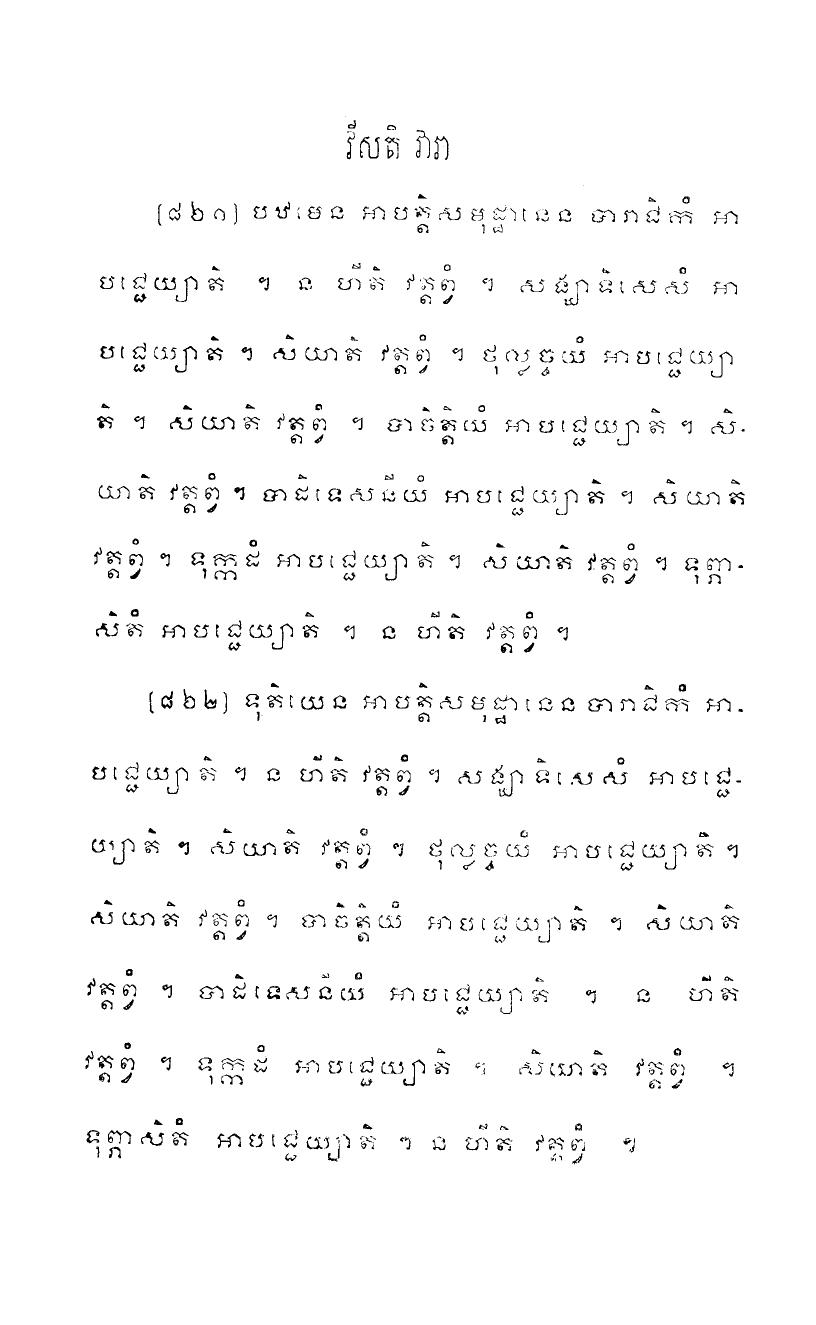 វីសតិ វារា
(៨២១) បឋមេន អាបត្តិសមុដ្ឋានេន បារាជិកំ អា
បជ្ជេយ្យាតិ ។ ន ហីតិ វត្តព្វំ ។ សង្ឃាទិសេសំ អា
បជ្ជេយ្យាតិ ។ សិយាតិ វត្តព្វំ ។ ថុល្លច្ចយំ អាបជ្ជេយ្យា
តិ ។ សិយាតិ វត្តព្វំ ។ បាចិត្តិយំ អាបជ្ជេយ្យាតិ ។ សិ-
យាតិ វត្តព្វំ ។ បាដិទេសនីយំ អាបជ្ជេយ្យាតិ ។ សិយាតិ
វត្តព្វំ ។ ទុក្កដំ អាបជ្ជេយ្យាតិ ។ សិយាតិ វត្តព្វំ ។ ទុព្ភា-
សិតំ អាបជ្ជេយ្យាតិ ។ ន ហីតិ វត្តព្វំ ។
(៨២២) ទុតិយេន អាបត្តិសមុដ្ឋានេន បារាជិកំ អា-
បជ្ជេយ្យាតិ ។ ន ហីតិ វត្តព្វំ ។ សង្ឃាទិសេសំ អាបជ្ជេ-
យ្យាតិ ។ សិយាតិ វត្តព្វំ ។ ថុល្លច្ចយំ អាបជ្ជេយ្យាតិ ។
សិយាតិ វត្តព្វំ ។ បាចិត្តិយំ អាបជ្ជេយ្យាតិ ។ សិយាតិ
វត្តព្វំ ។ បាដិទេសនីយំ អាបជ្ជេយ្យាតិ ។ ន ហីតិ
វត្តព្វំ ។ ទុក្កដំ អាបជ្ជេយ្យាតិ ។ សិយាតិ វត្តព្វំ ។
ទុព្ភាសិតំ អាបជ្ជេយ្យាតិ ។ ន ហីតិ វត្តព្វំ ។